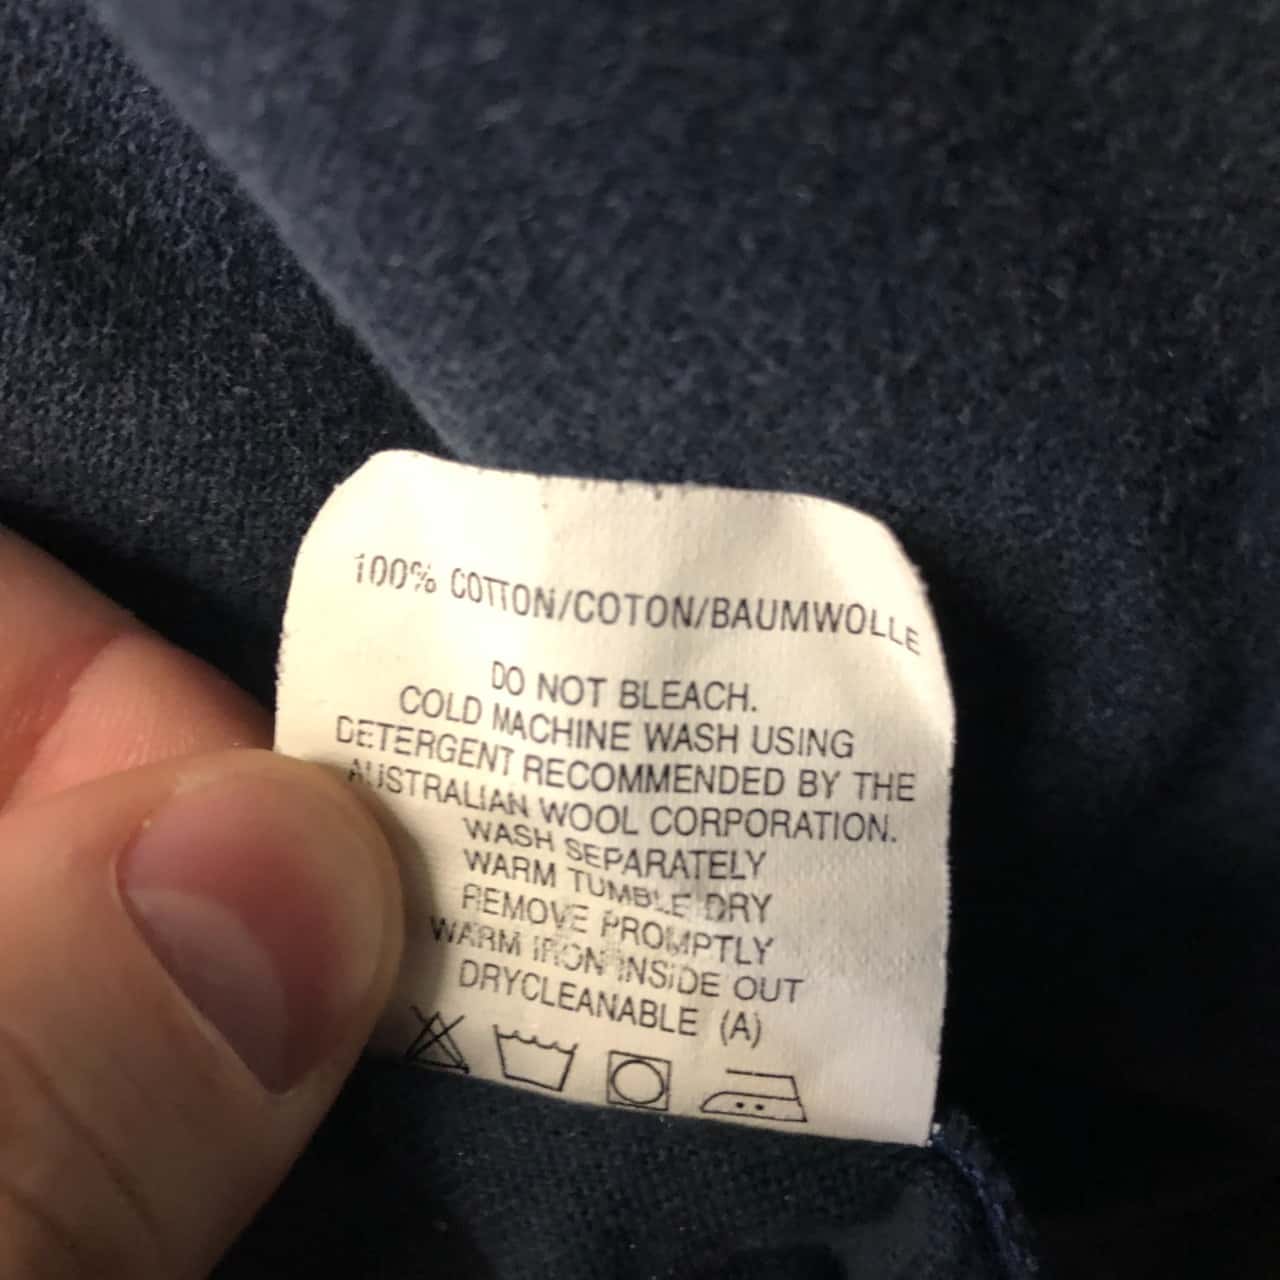 100% COTTON/COTON/BAUMWOLLE
DO NOT BLEACH.
COLD MACHINE WASH USING
DETERGENT RECOMMENDED BY THE
AUSTRALIAN WOOL CORPORATION.
WASH SEPARATELY
WARM TUMBLE DRY
REMOVE PROMPTLY
WARM IRON INSIDE OUT
DRYCLEANABLE (A)